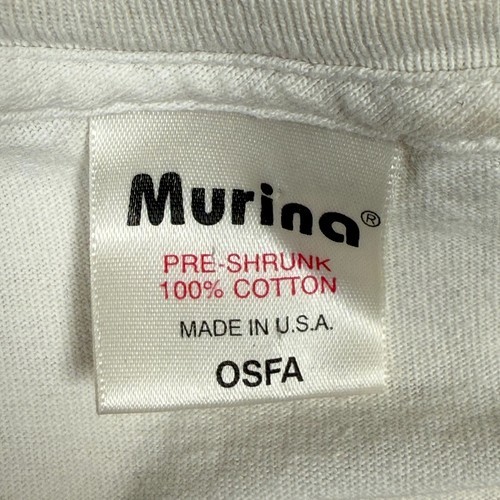 Murina®
PRE-SHRUNK
100% COTTON
MADE IN U.S.A.
OSFA